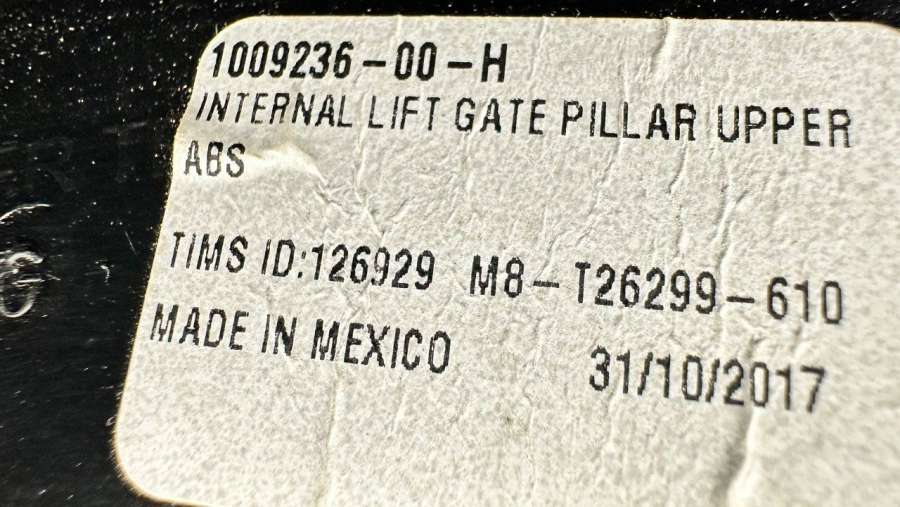 1009236-00-H
INTERNAL LIFT GATE PILLAR UPPER
ABS
TIMS ID:126929 M8-T26299-610
MADE IN MEXICO 31/10/2017
6